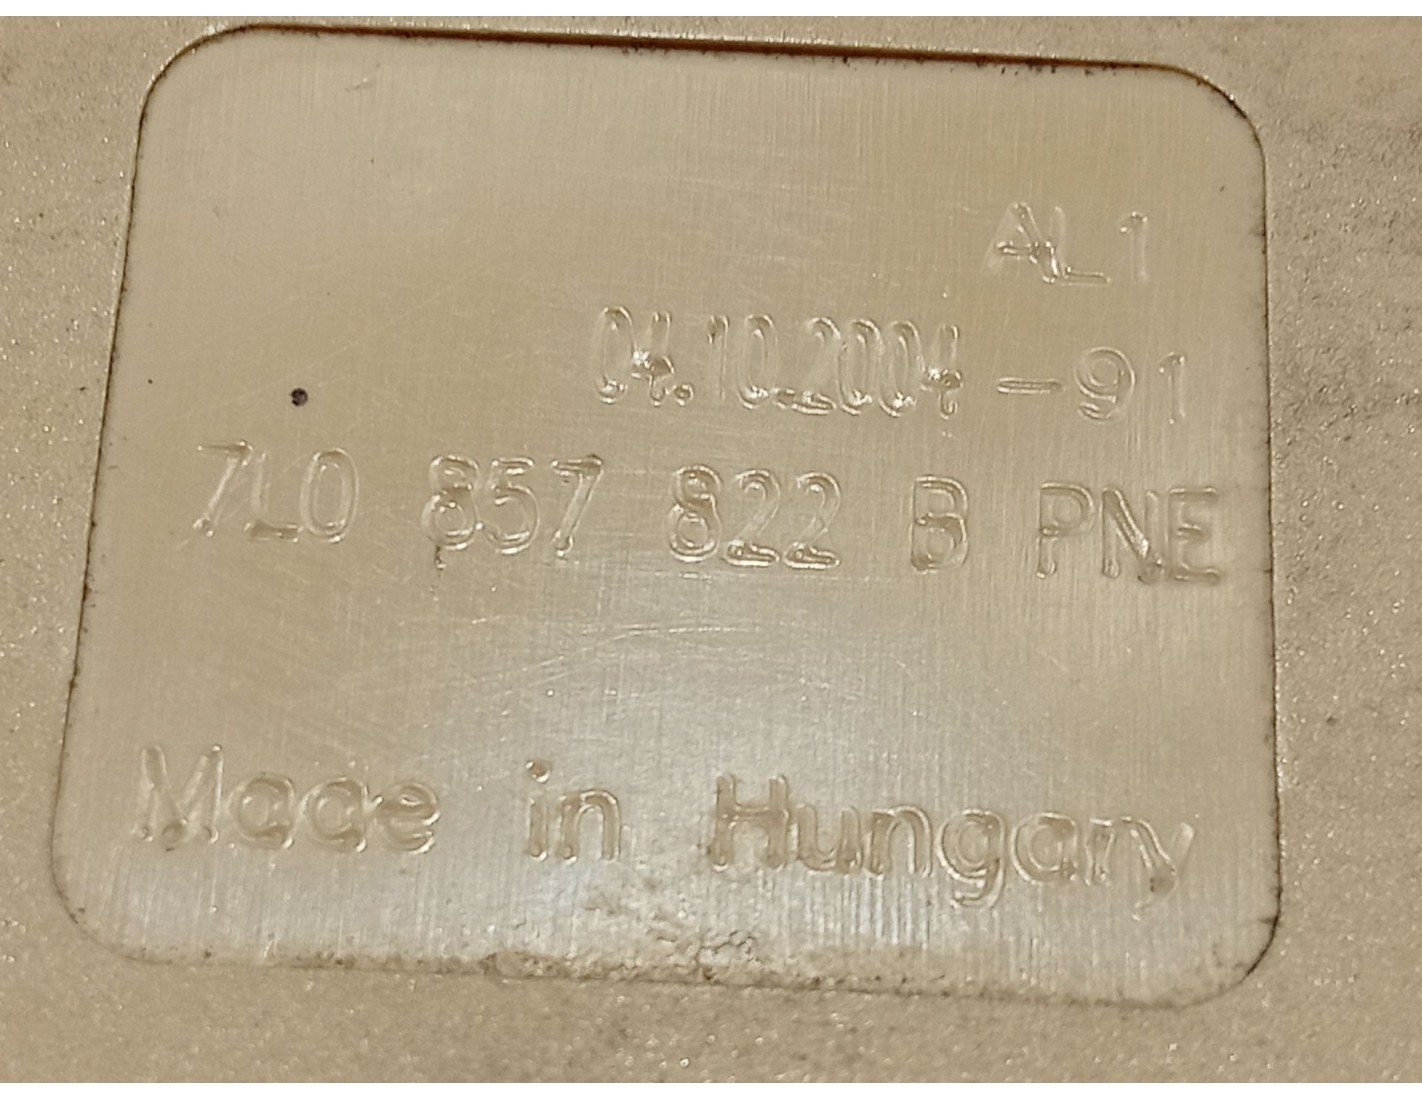 AL1
04.10.2004 - 91
7L0 857 822 B PNE
Made in Hungary